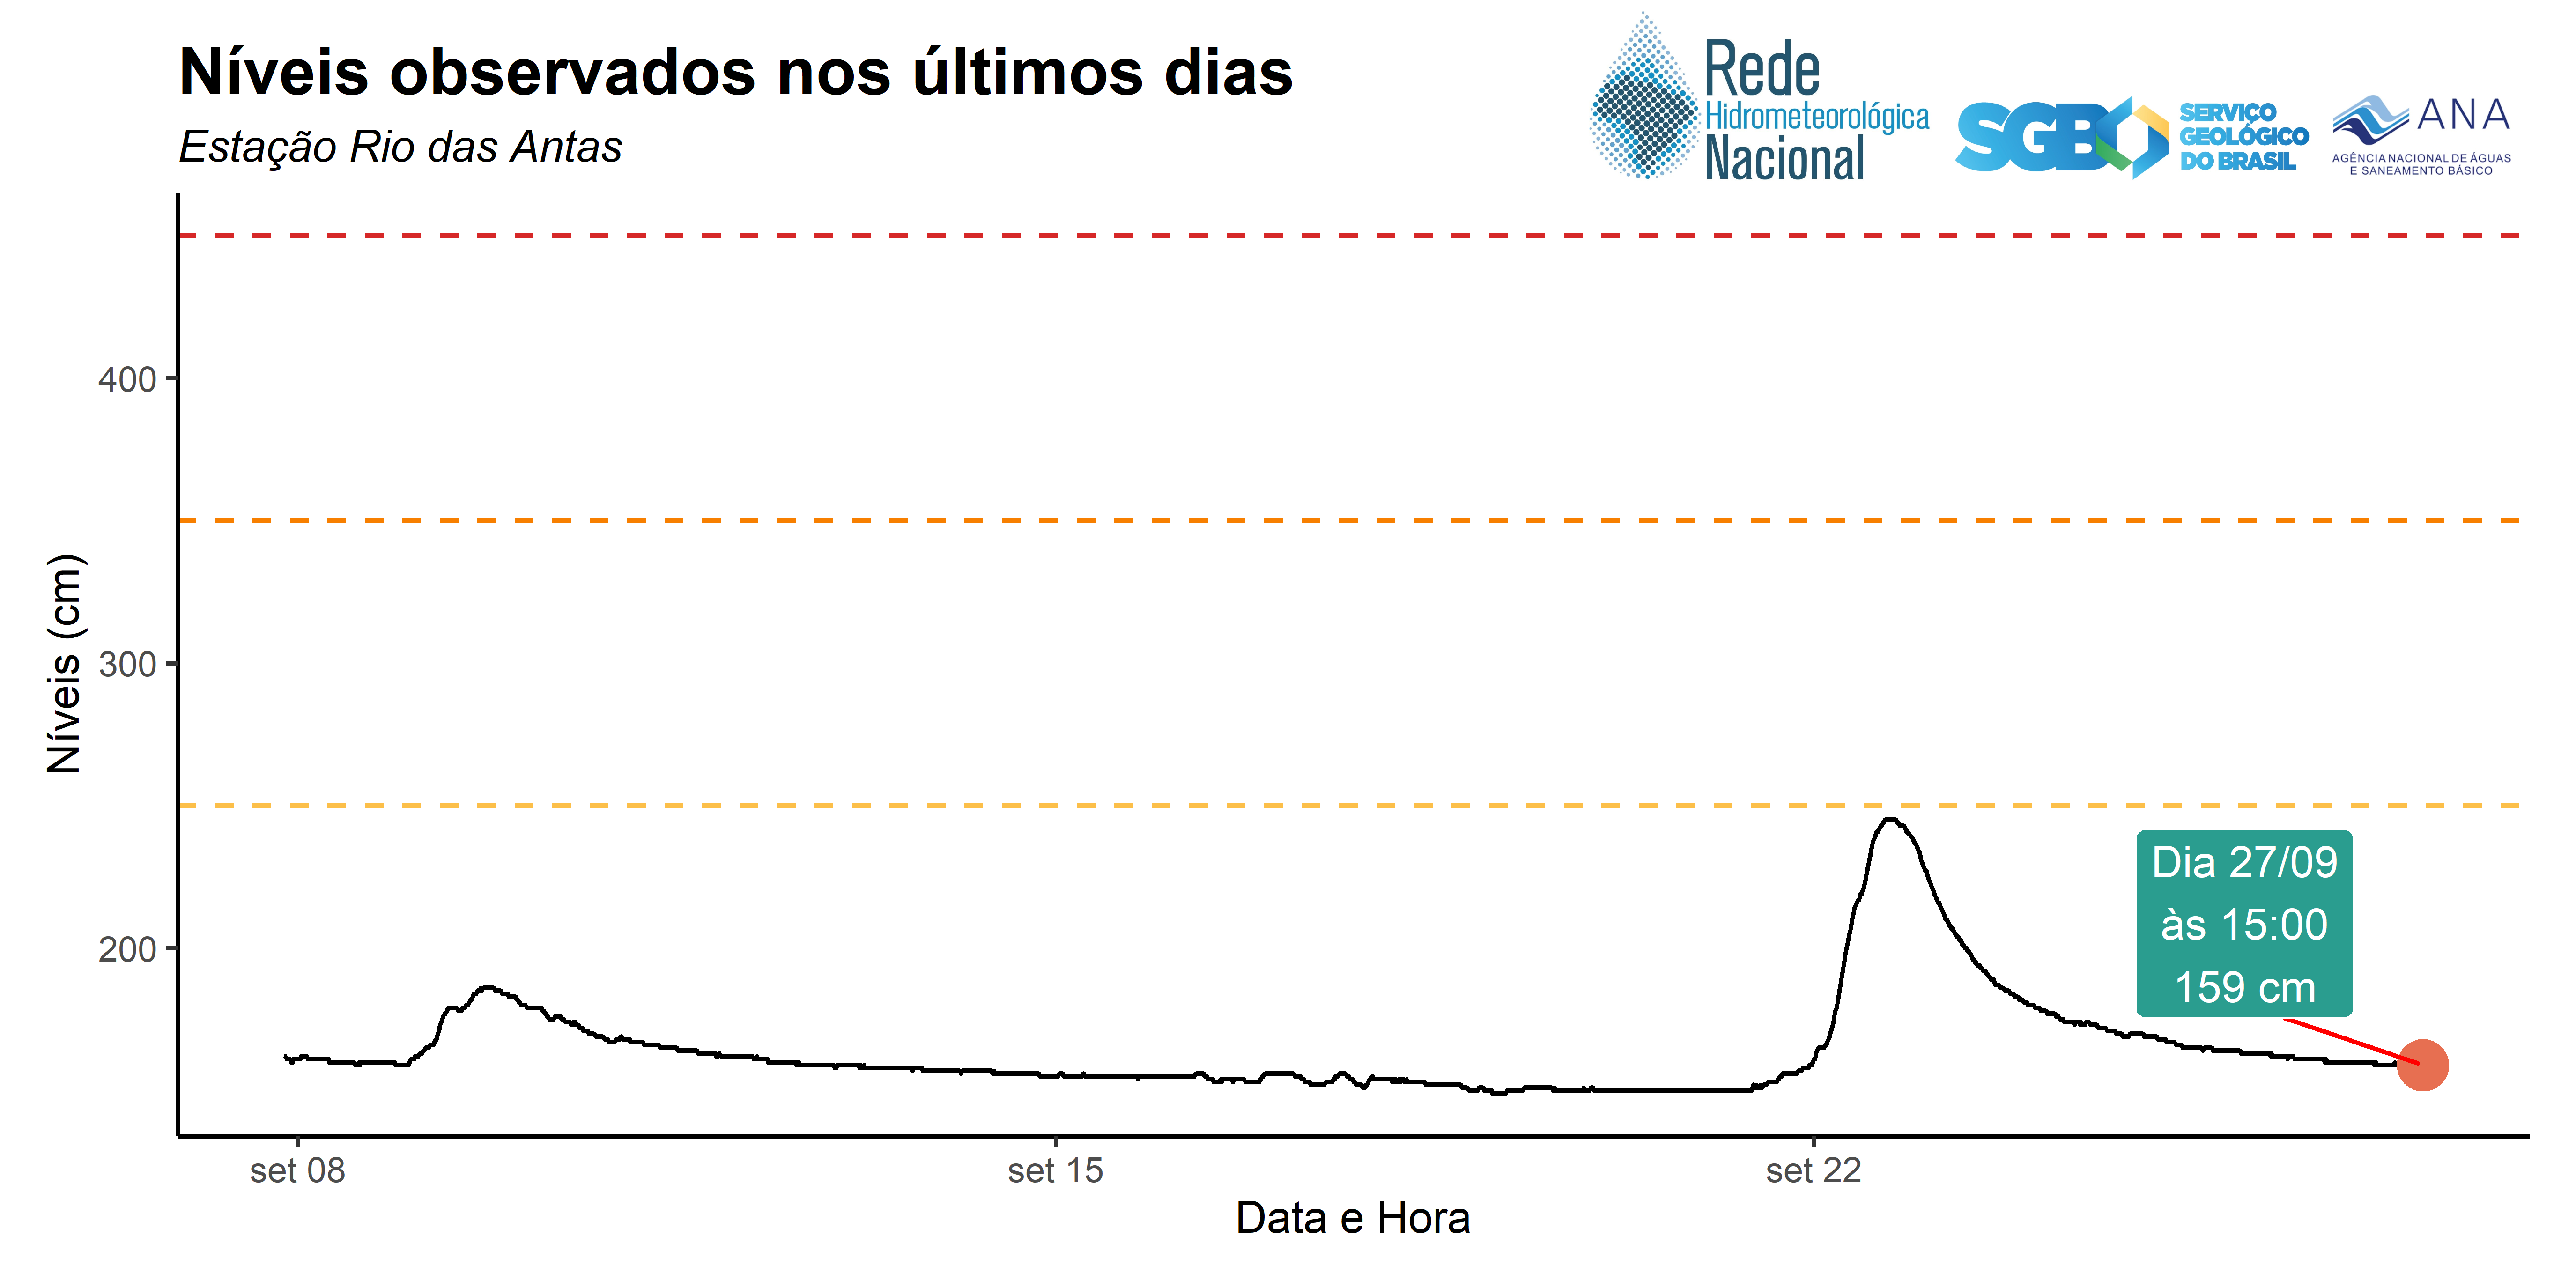 Níveis observados nos últimos dias
Estação Rio das Antas
Rede
Hidrometeorológica
Nacional
SGB
SERVIÇO
GEOLÓGICO
DO BRASIL
ANA
AGÊNCIA NACIONAL DE ÁGUAS
E SANEAMENTO BÁSICO
Níveis (cm)
400
300
200
Dia 27/09
às 15:00
159 cm
set 08
set 15
set 22
Data e Hora